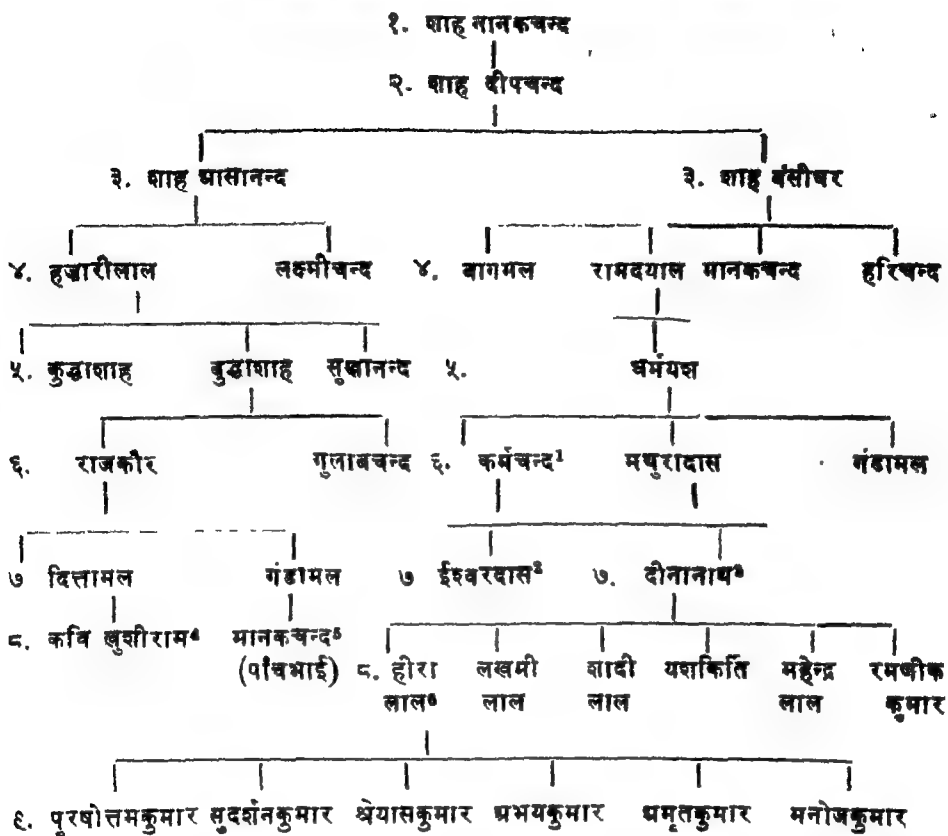 १. शाह मानकचन्द
२. शाह दीपचन्द
३. शाह आसानन्द ३. शाह बंसीधर
४. हज़ारीलाल लक्ष्मीचन्द ४. बागमल रामदयाल मानकचन्द हरिचन्द
५. कुद्धाशाह बुद्धाशाह सुखानन्द ५. धर्मयश
६. राजकौर गुलाबचन्द ६. कर्मचन्द¹ मथुरादास गंडामल
७ दित्तामल गंडामल ७ ईश्वरदास² ७. दीनानाथ³
८. कवि खुशीराम⁴ मानकचन्द⁵ ८. हीरा लखमी शादी यशकिर्ति महेन्द्र रमणीक
(पांचभाई) लाल⁶ लाल लाल लाल कुमार
९. पुरषोत्तमकुमार सुदर्शनकुमार श्रेयासकुमार अभयकुमार अमृतकुमार मनोजकुमार